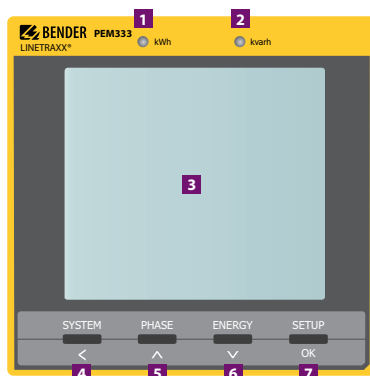 1 2
BENDER PEM333
LINETRAXX®
kWh kvarh
3
SYSTEM PHASE ENERGY SETUP
OK
4 5 6 7